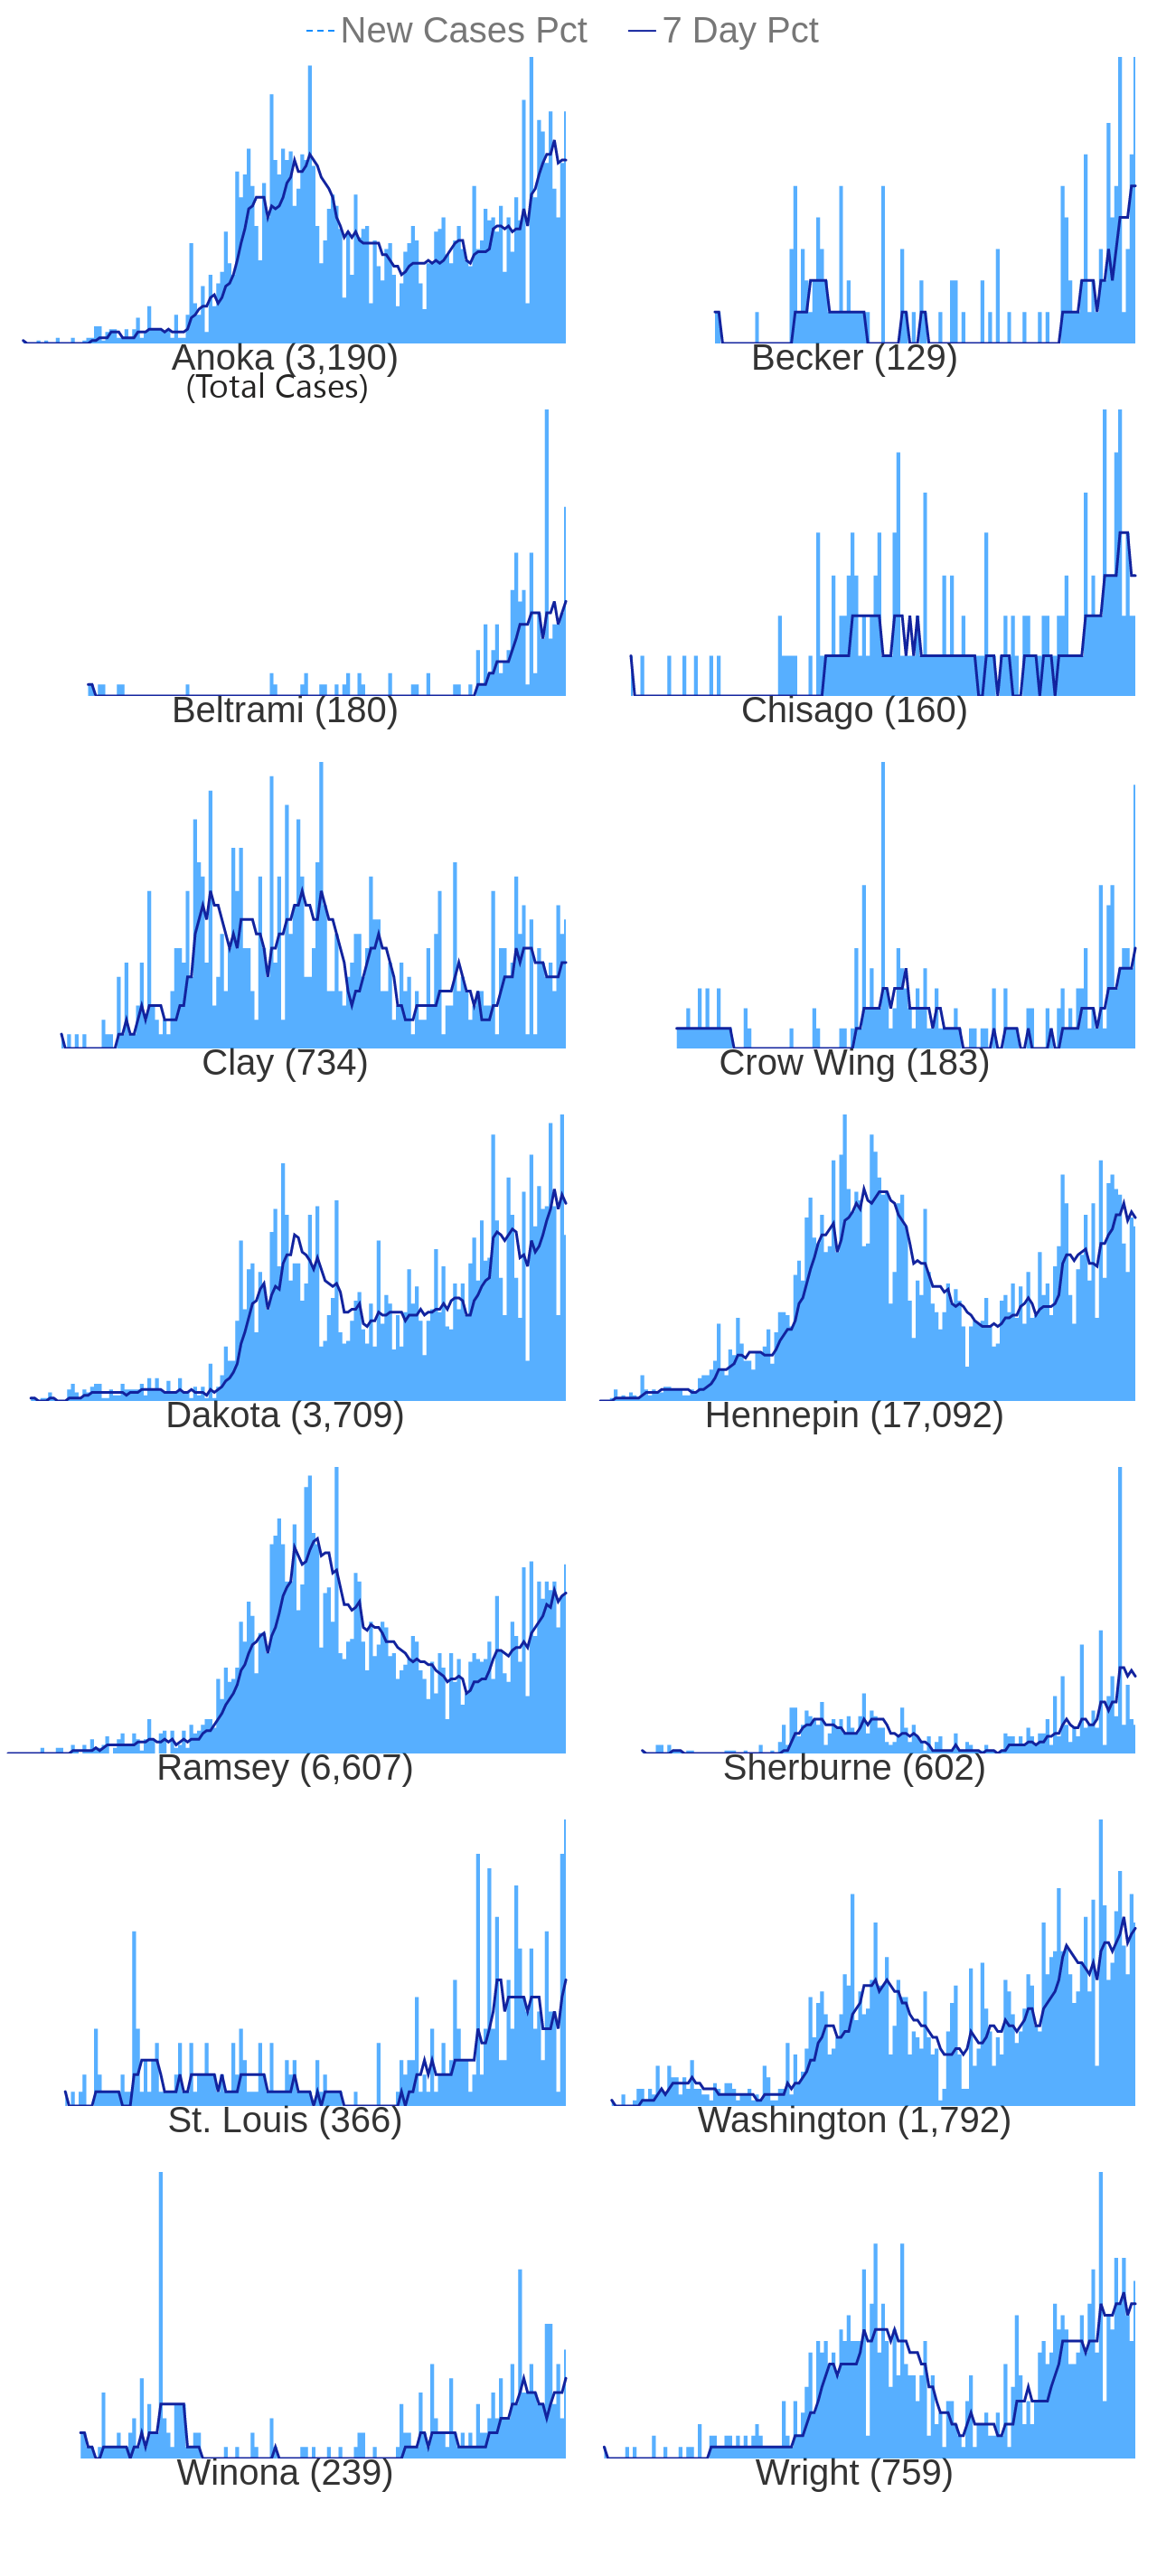 New Cases Pct 7 Day Pct
Anoka (3,190) Becker (129)
(Total Cases)
Beltrami (180) Chisago (160)
Clay (734) Crow Wing (183)
Dakota (3,709) Hennepin (17,092)
Ramsey (6,607) Sherburne (602)
St. Louis (366) Washington (1,792)
Winona (239) Wright (759)